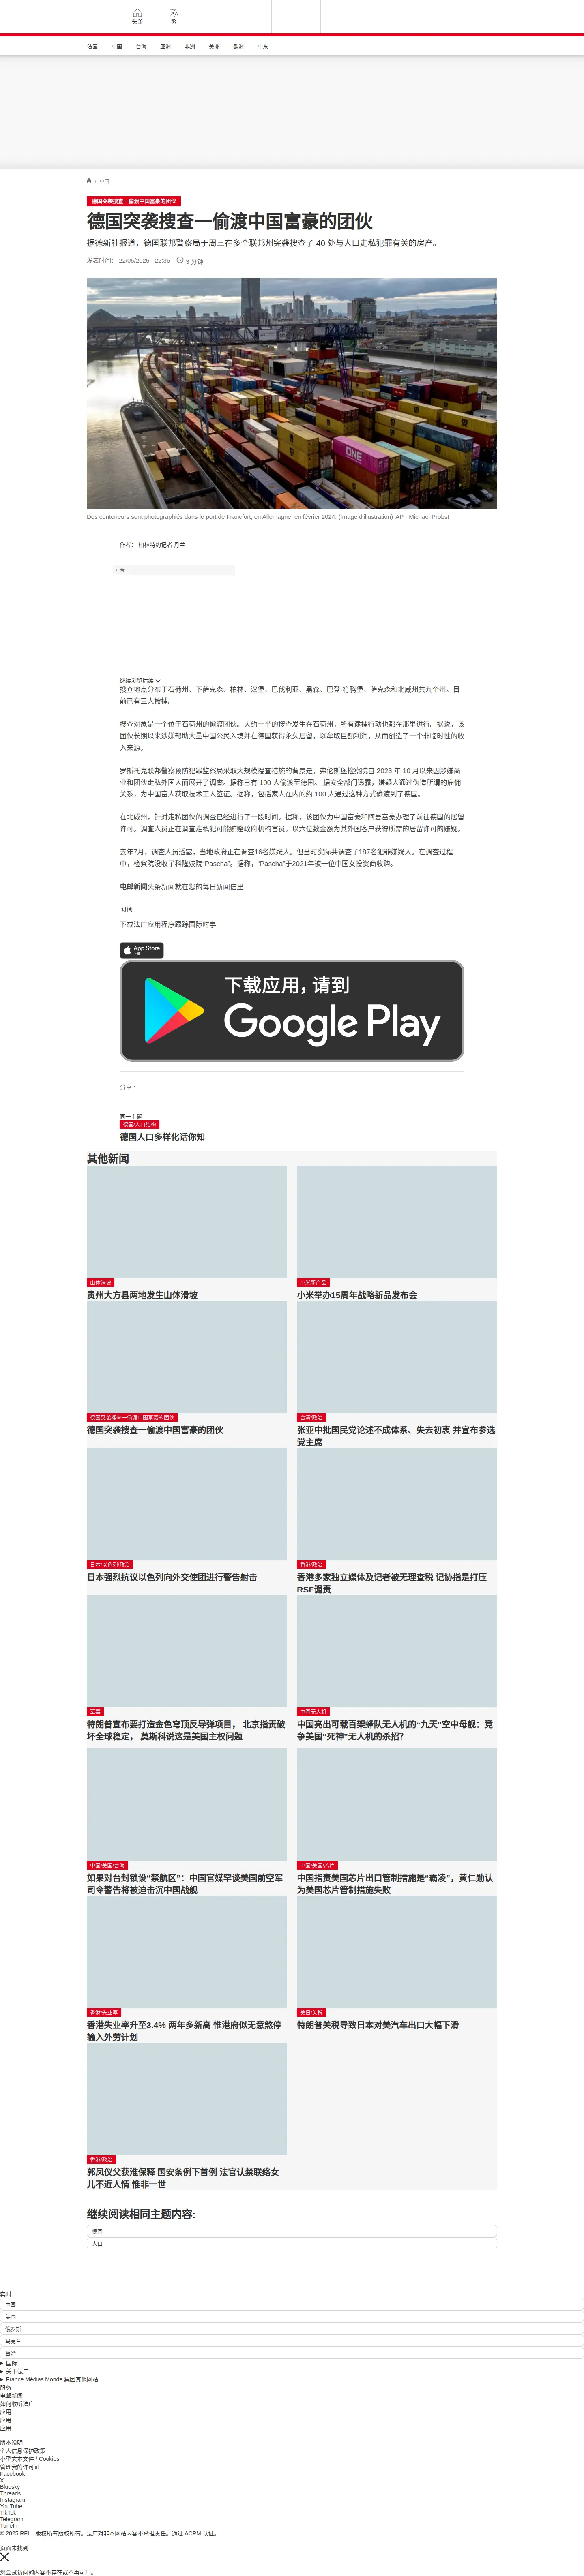 头条
繁
法国
中国
台海
亚洲
非洲
美洲
欧洲
中东
/ 中国
德国突袭搜查一偷渡中国富豪的团伙
德国突袭搜查一偷渡中国富豪的团伙
据德新社报道，德国联邦警察局于周三在多个联邦州突袭搜查了 40 处与人口走私犯罪有关的房产。
发表时间： 22/05/2025 - 22:36
3 分钟
ONE
Des conteneurs sont photographiés dans le port de Francfort, en Allemagne, en février 2024. (Image d'illustration) AP - Michael Probst
作者： 柏林特约记者 丹兰
广告
继续浏览后续
搜查地点分布于石荷州、下萨克森、柏林、汉堡、巴伐利亚、黑森、巴登-符腾堡、萨克森和北威州共九个州。目
前已有三人被捕。
搜查对象是一个位于石荷州的偷渡团伙。大约一半的搜查发生在石荷州，所有逮捕行动也都在那里进行。据说，该
团伙长期以来涉嫌帮助大量中国公民入境并在德国获得永久居留，以牟取巨额利润，从而创造了一个非临时性的收
入来源。
罗斯托克联邦警察预防犯罪监察局采取大规模搜查措施的背景是，弗伦斯堡检察院自 2023 年 10 月以来因涉嫌商
业和团伙走私外国人而展开了调查。据称已有 100 人偷渡至德国。 据安全部门透露，嫌疑人通过伪造所谓的雇佣
关系，为中国富人获取技术工人签证。据称，包括家人在内的约 100 人通过这种方式偷渡到了德国。
在北威州，针对走私团伙的调查已经进行了一段时间。据称，该团伙为中国富豪和阿曼富豪办理了前往德国的居留
许可。调查人员正在调查走私犯可能贿赂政府机构官员，以六位数金额为其外国客户获得所需的居留许可的嫌疑。
去年7月，调查人员透露，当地政府正在调查16名嫌疑人。但当时实际共调查了187名犯罪嫌疑人。在调查过程
中，检察院没收了科隆妓院“Pascha”。据称，“Pascha”于2021年被一位中国女投资商收购。
电邮新闻头条新闻就在您的每日新闻信里
订阅
下载法广应用程序跟踪国际时事
App Store
下载
下载应用，请到
Google Play
分享 :
同一主题
德国/人口结构
德国人口多样化话你知
其他新闻
山体滑坡
贵州大方县两地发生山体滑坡
小米新产品
小米举办15周年战略新品发布会
德国突袭搜查一偷渡中国富豪的团伙
德国突袭搜查一偷渡中国富豪的团伙
台湾/政治
张亚中批国民党论述不成体系、失去初衷 并宣布参选
党主席
日本/以色列/政治
日本强烈抗议以色列向外交使团进行警告射击
香港/政治
香港多家独立媒体及记者被无理查税 记协指是打压
RSF谴责
军事
特朗普宣布要打造金色穹顶反导弹项目， 北京指责破
坏全球稳定， 莫斯科说这是美国主权问题
中国无人机
中国亮出可载百架蜂队无人机的“九天”空中母舰：竞
争美国“死神”无人机的杀招？
中国/美国/台海
如果对台封锁设“禁航区”：中国官媒罕谈美国前空军
司令警告将被迫击沉中国战舰
中国/美国/芯片
中国指责美国芯片出口管制措施是“霸凌”，黄仁勋认
为美国芯片管制措施失败
香港/失业率
香港失业率升至3.4% 两年多新高 惟港府似无意煞停
输入外劳计划
美日/关税
特朗普关税导致日本对美汽车出口大幅下滑
香港/政治
郭凤仪父获准保释 国安条例下首例 法官认禁联络女
儿不近人情 惟非一世
继续阅读相同主题内容:
德国
人口
实时
中国
美国
俄罗斯
乌克兰
台湾
国际
关于法广
France Médias Monde 集团其他网站
服务
电邮新闻
如何收听法广
应用
应用
应用
版本说明
个人信息保护政策
小型文本文件 / Cookies
管理我的许可证
Facebook
X
Bluesky
Threads
Instagram
YouTube
TikTok
Telegram
TuneIn
© 2025 RFI – 版权所有版权所有。法广对非本网站内容不承担责任。通过 ACPM 认证。
页面未找到
您尝试访问的内容不存在或不再可用。